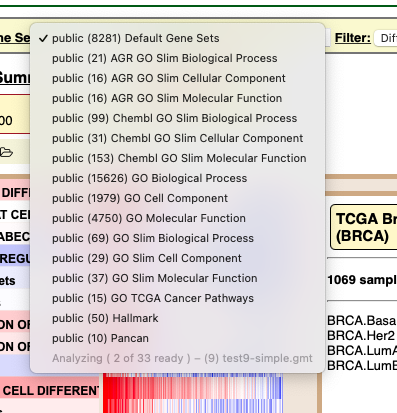 ne Se
Filter: Dif
✓ public (8281) Default Gene Sets
public (21) AGR GO Slim Biological Process
public (16) AGR GO Slim Cellular Component
public (16) AGR GO Slim Molecular Function
public (99) Chembl GO Slim Biological Process
public (31) Chembl GO Slim Cellular Component
public (153) Chembl GO Slim Molecular Function
public (15626) GO Biological Process
public (1979) GO Cell Component
public (4750) GO Molecular Function
public (69) GO Slim Biological Process
public (29) GO Slim Cell Component
public (37) GO Slim Molecular Function
public (15) GO TCGA Cancer Pathways
public (50) Hallmark
public (10) Pancan
Analyzing ( 2 of 33 ready ) – (9) test9-simple.gmt
Sum
00
DIFF
T CE
ABEC
REGU
ets
s
ON OF
ON OF
CELL DIFFERENT
TCGA Br
(BRCA)
1069 sampl
BRCA.Basa
BRCA.Her2
BRCA.LumA
BRCA.LumB